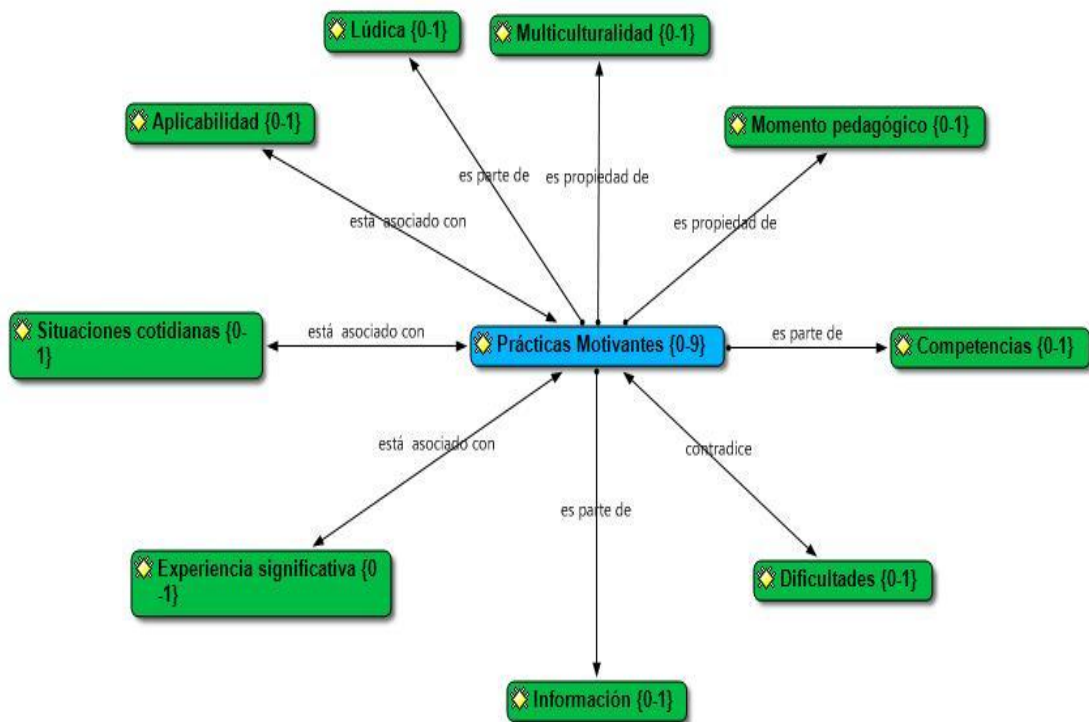 Lúdica {0-1}
Multiculturalidad {0-1}
Aplicabilidad {0-1}
Momento pedagógico {0-1}
es parte de
es propiedad de
está  asociado con
es propiedad de
Situaciones cotidianas {0-
1}
está  asociado con
Prácticas Motivantes {0-9}
es parte de
Competencias {0-1}
está  asociado con
contradice
es parte de
Experiencia significativa {0
-1}
Dificultades {0-1}
Información {0-1}